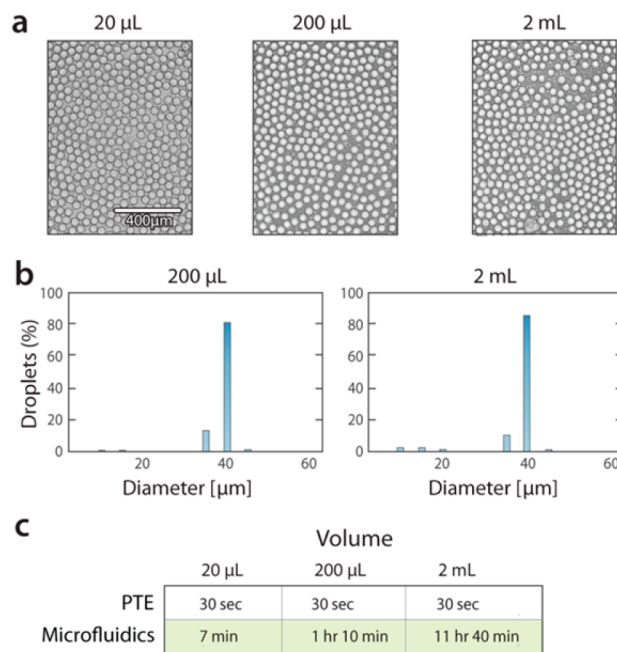 a
20 µL 200 µL 2 mL
400µm
b
200 µL 2 mL
Droplets (%)
100 100
80 80
60 60
40 40
20 20
0 0
20 40 60 20 40 60
Diameter [µm] Diameter [µm]
c
Volume
20 µL 200 µL 2 mL
PTE 30 sec 30 sec 30 sec
Microfluidics 7 min 1 hr 10 min 11 hr 40 min